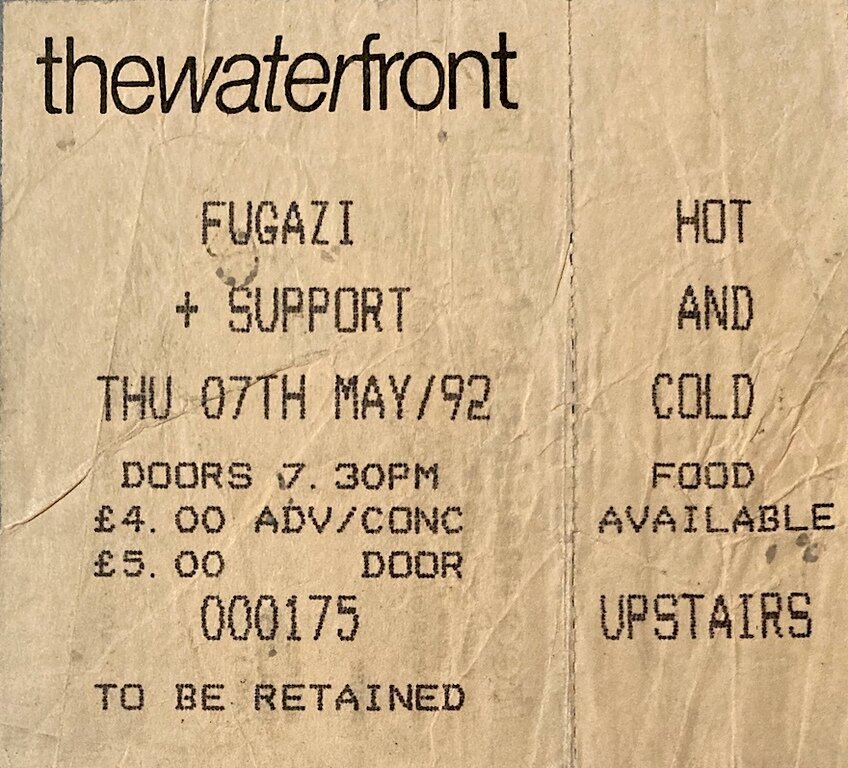 thewaterfront
FUGAZI
+ SUPPORT
THU 07TH MAY/92
DOORS 7.30PM
£4.00 ADV/CONC
£5.00 DOOR
000175
TO BE RETAINED
HOT
AND
COLD
FOOD
AVAILABLE
UPSTAIRS